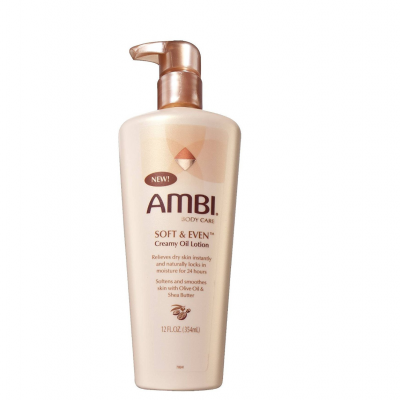 NEW!
AMBI®
BODY CARE
SOFT & EVEN™
Creamy Oil Lotion
Relieves dry skin instantly
and naturally locks in
moisture for 24 hours
Softens and smoothes
skin with Olive Oil &
Shea Butter
12 FL.OZ. (354mL)